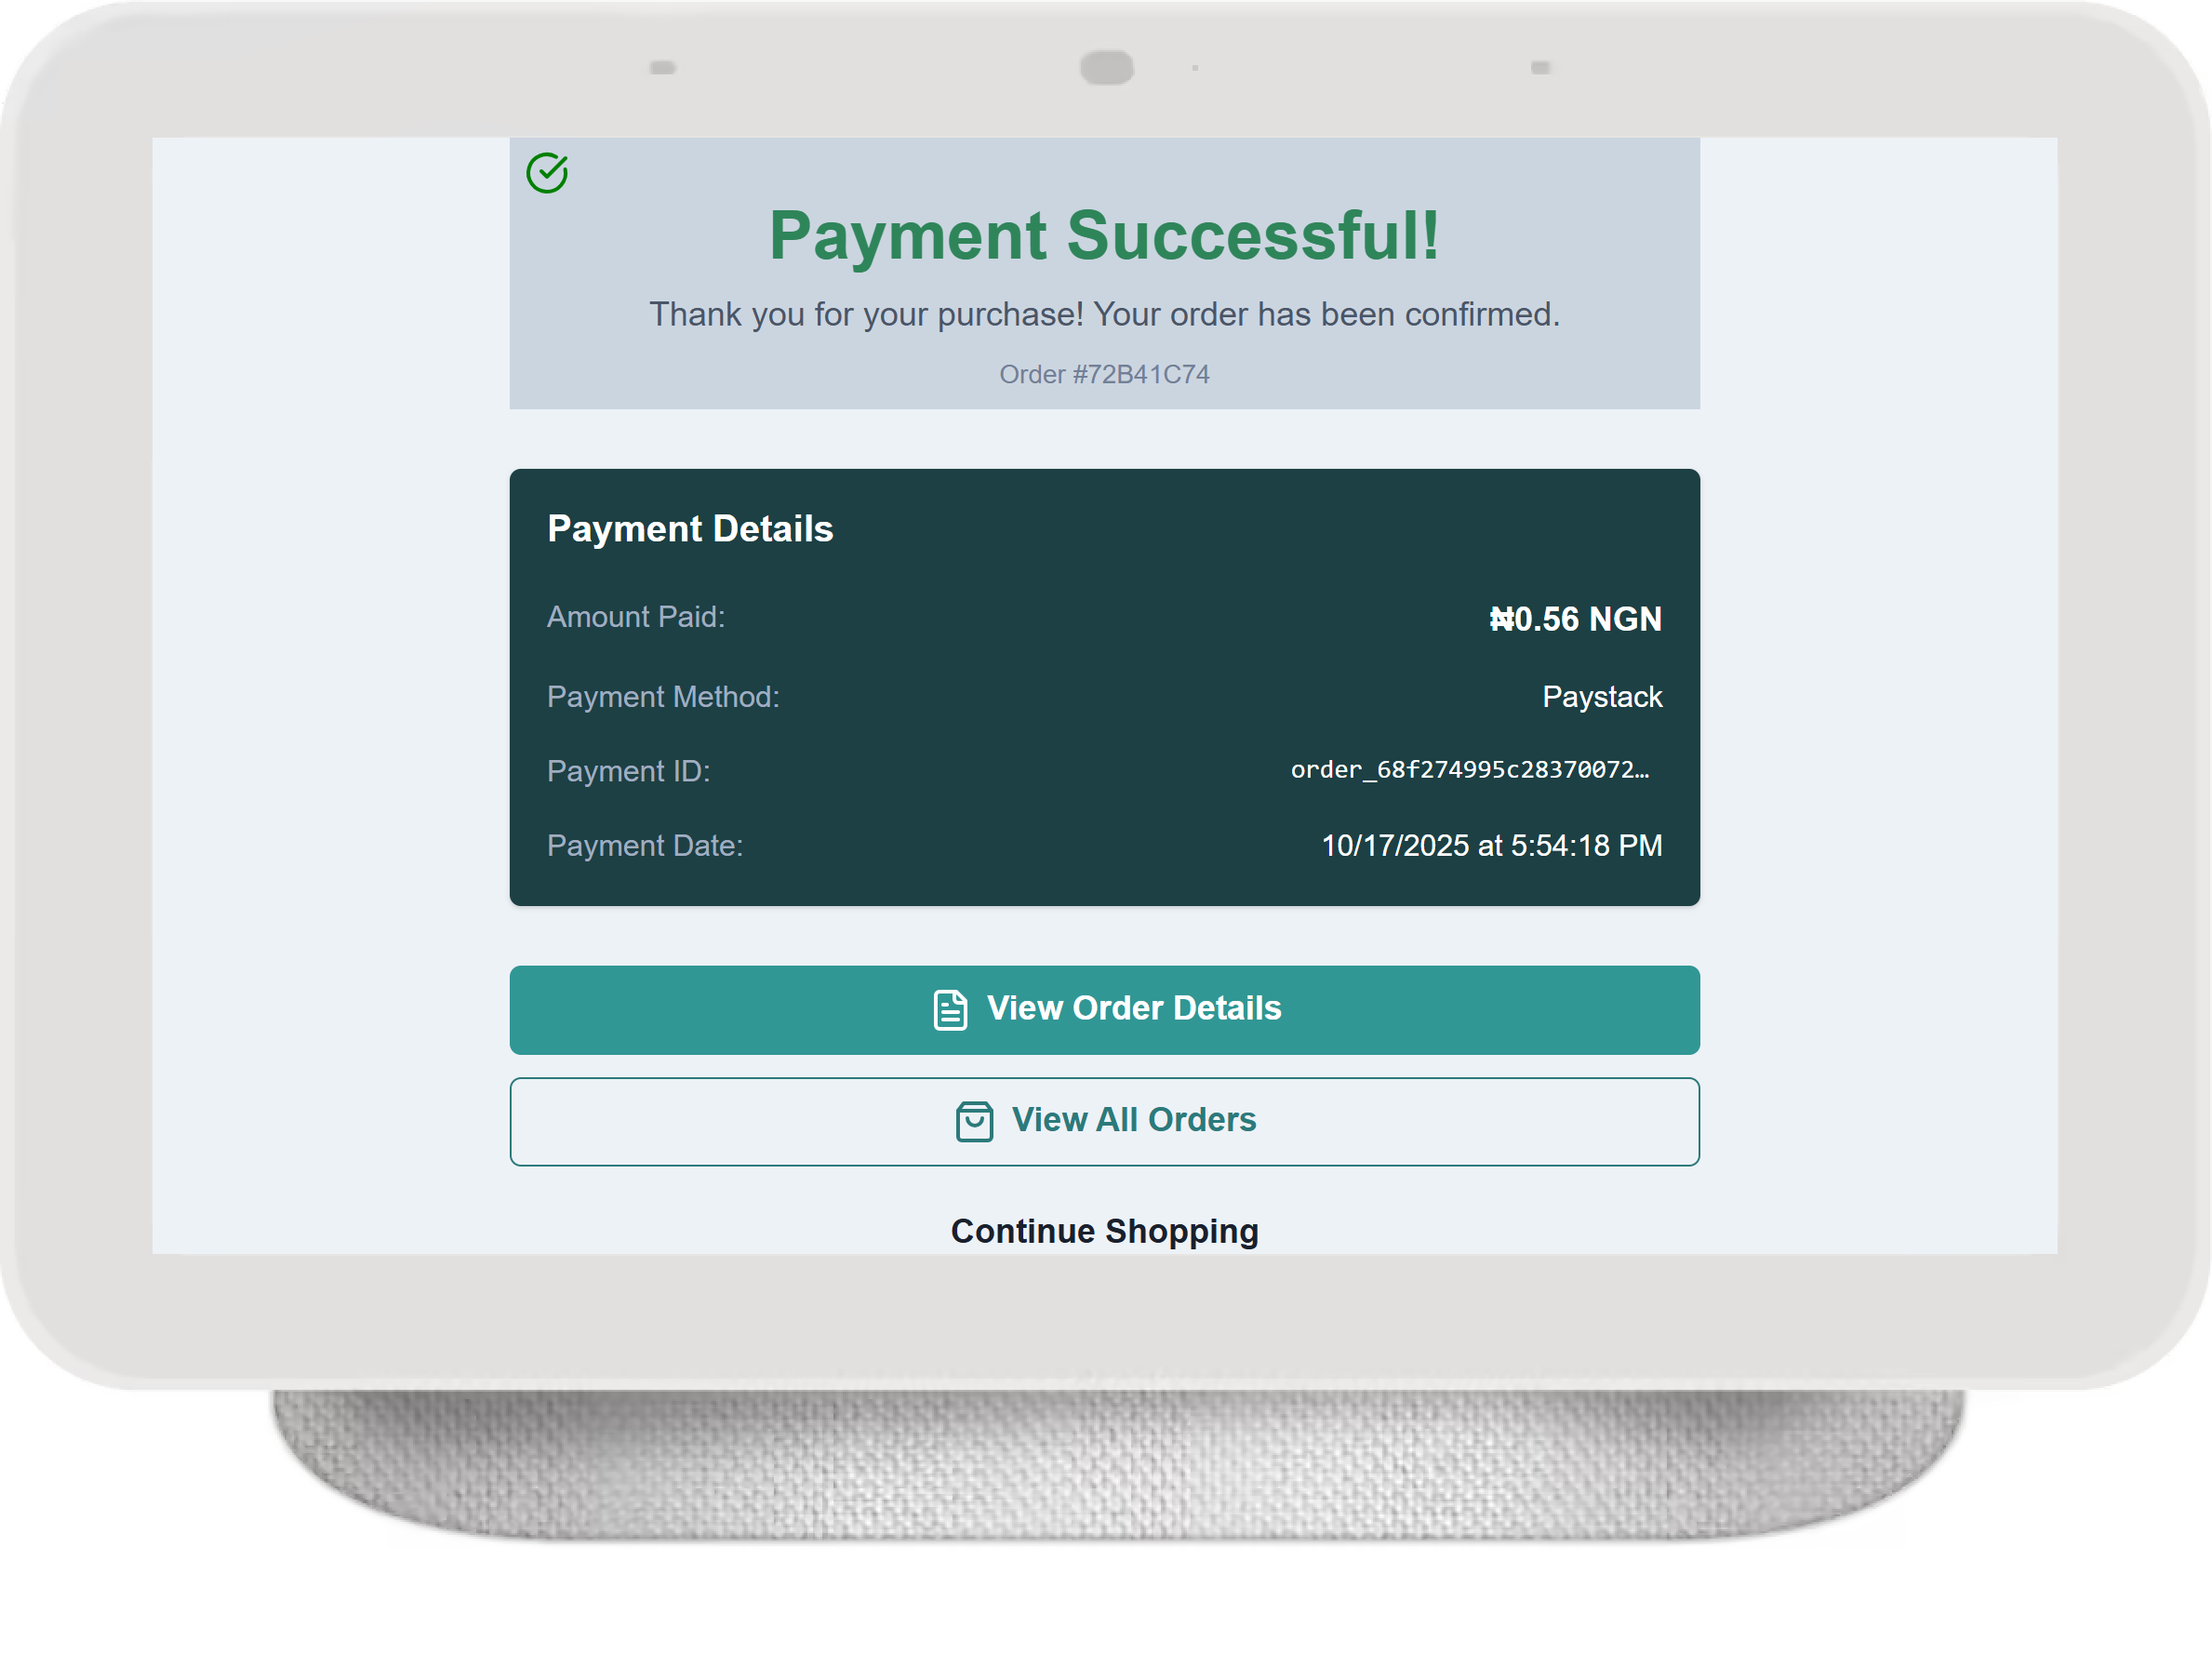 Payment Successful!
Thank you for your purchase! Your order has been confirmed.
Order #72B41C74
Payment Details
Amount Paid: ₦0.56 NGN
Payment Method: Paystack
Payment ID: order_68f274995c28370072…
Payment Date: 10/17/2025 at 5:54:18 PM
View Order Details
View All Orders
Continue Shopping